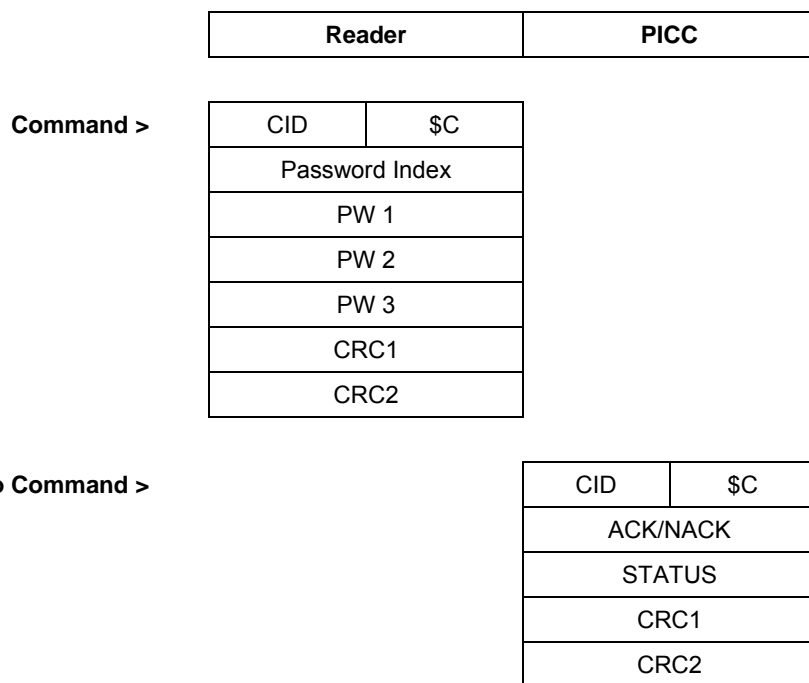 Reader PICC
Command > CID $C
Password Index
PW 1
PW 2
PW 3
CRC1
CRC2
Command > CID $C
ACK/NACK
STATUS
CRC1
CRC2